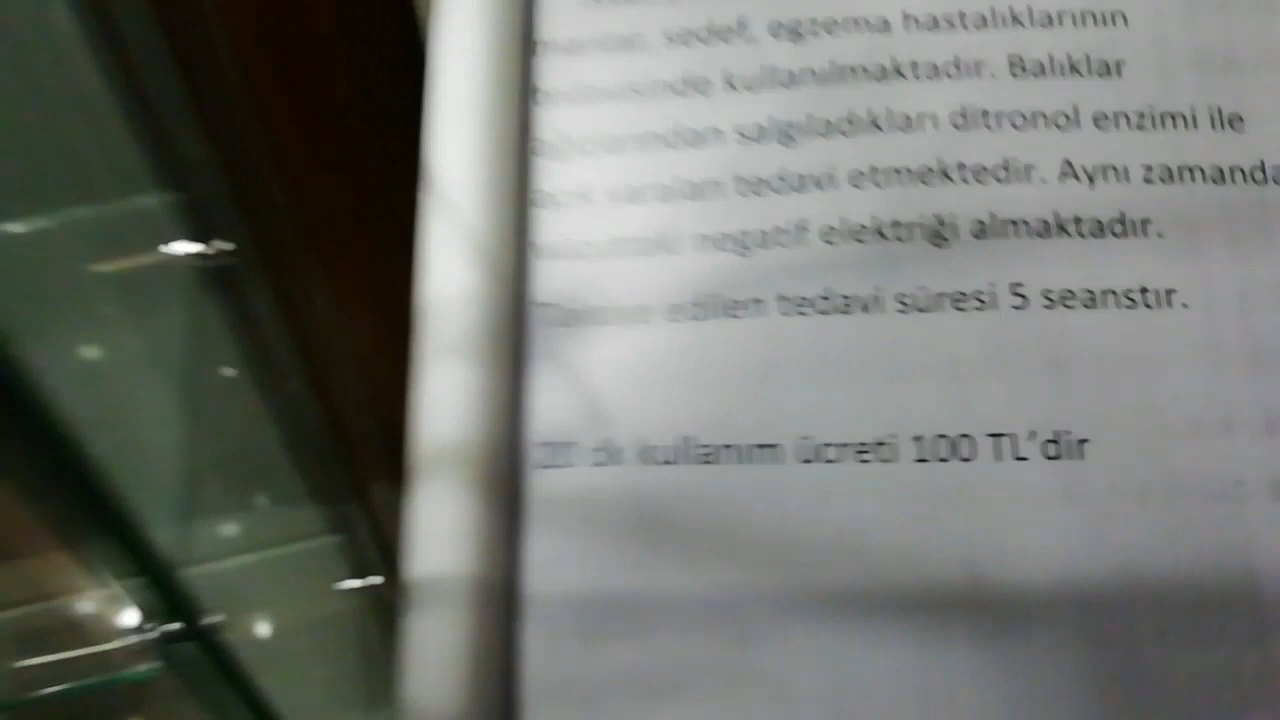 vedef, egzema hastalıklarının
kullanılmaktadır. Balıklar
salgıladıkları ditronol enzimi ile
tedavi etmektedir. Aynı zamanda
negatif elektriği almaktadır.
edilen tedavi süresi 5 seanstır.
kullanım ücreti 100 TL'dir